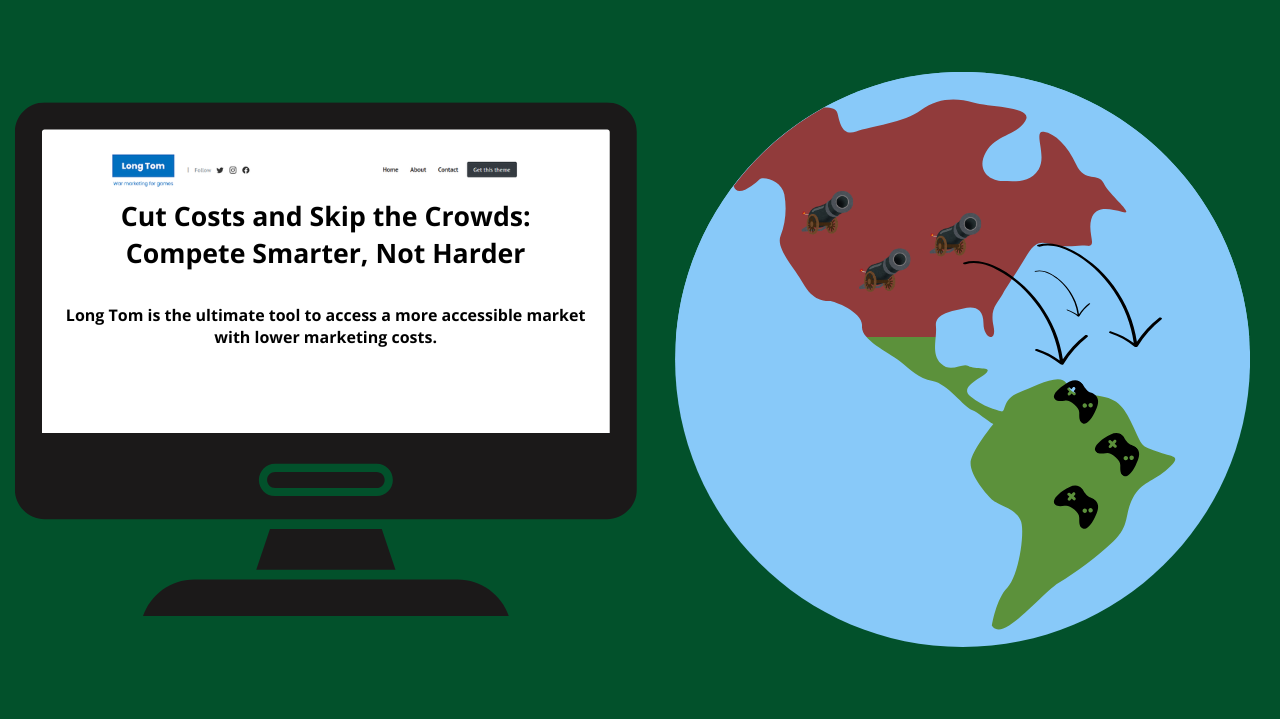 Long Tom
War marketing for games
Follow
Home About Contact Get this theme
Cut Costs and Skip the Crowds:
Compete Smarter, Not Harder
Long Tom is the ultimate tool to access a more accessible market
with lower marketing costs.